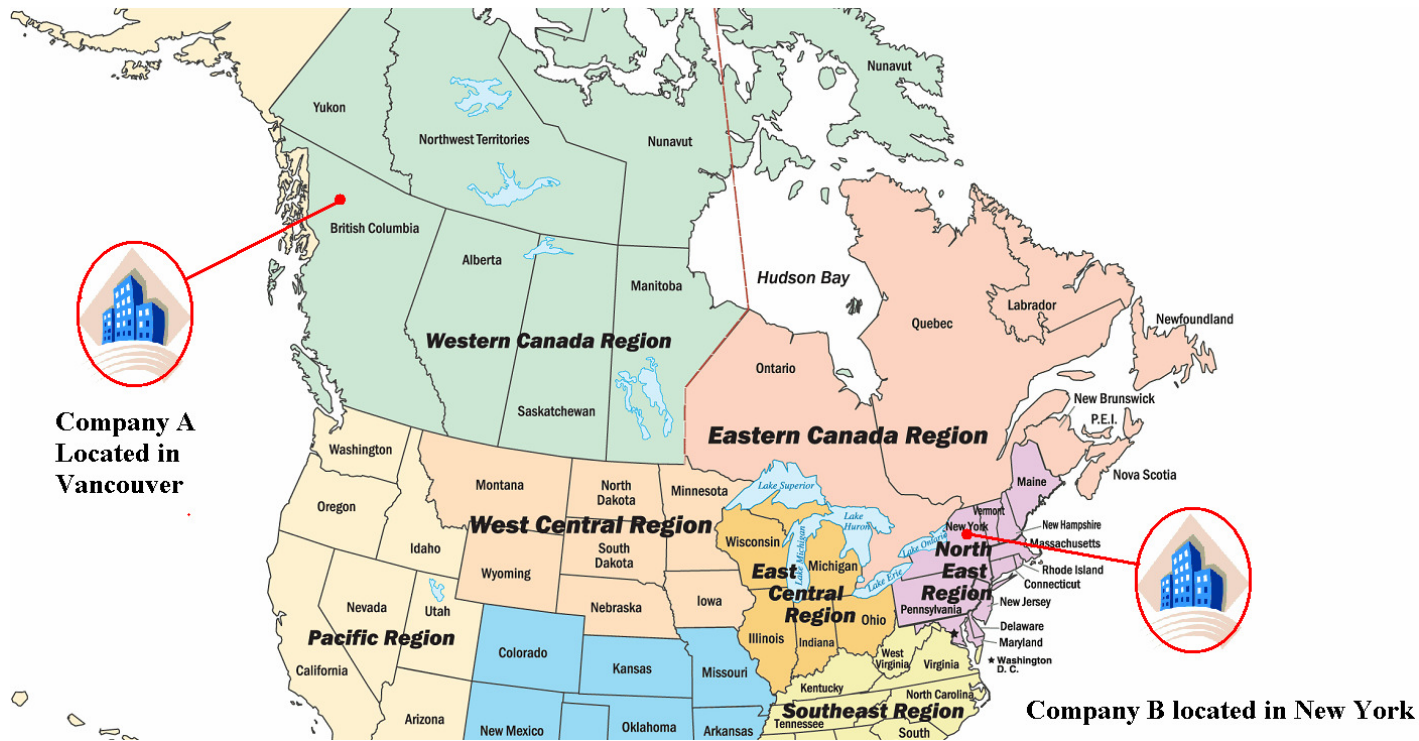 Nunavut
Yukon
Northwest Territories
Nunavut
British Columbia
Alberta
Hudson Bay
Manitoba
Labrador
Quebec
Newfoundland
Western Canada Region
Ontario
Saskatchewan
New Brunswick
P.E.I.
Company A
Located in
Vancouver
Eastern Canada Region
Washington
Nova Scotia
Maine
Montana
North
Dakota
Minnesota
Lake Superior
Oregon
Vermont
West Central Region
Lake
Huron
New York
New Hampshire
Wisconsin
Lake Michigan
Lake Ontario
Massachusetts
Idaho
South
Dakota
North
East
Region
Michigan
East
Central
Region
Rhode Island
Connecticut
Wyoming
Lake Erie
Nebraska
Iowa
Nevada
Utah
Pennsylvania
New Jersey
Pacific Region
Ohio
Delaware
Illinois
Indiana
Maryland
Colorado
West
Virginia
Virginia
Washington
D. C.
Kansas
Missouri
California
Kentucky
North Carolina
Southeast Region
Company B located in New York
Arizona
New Mexico
Oklahoma
Arkansas
Tennessee
South